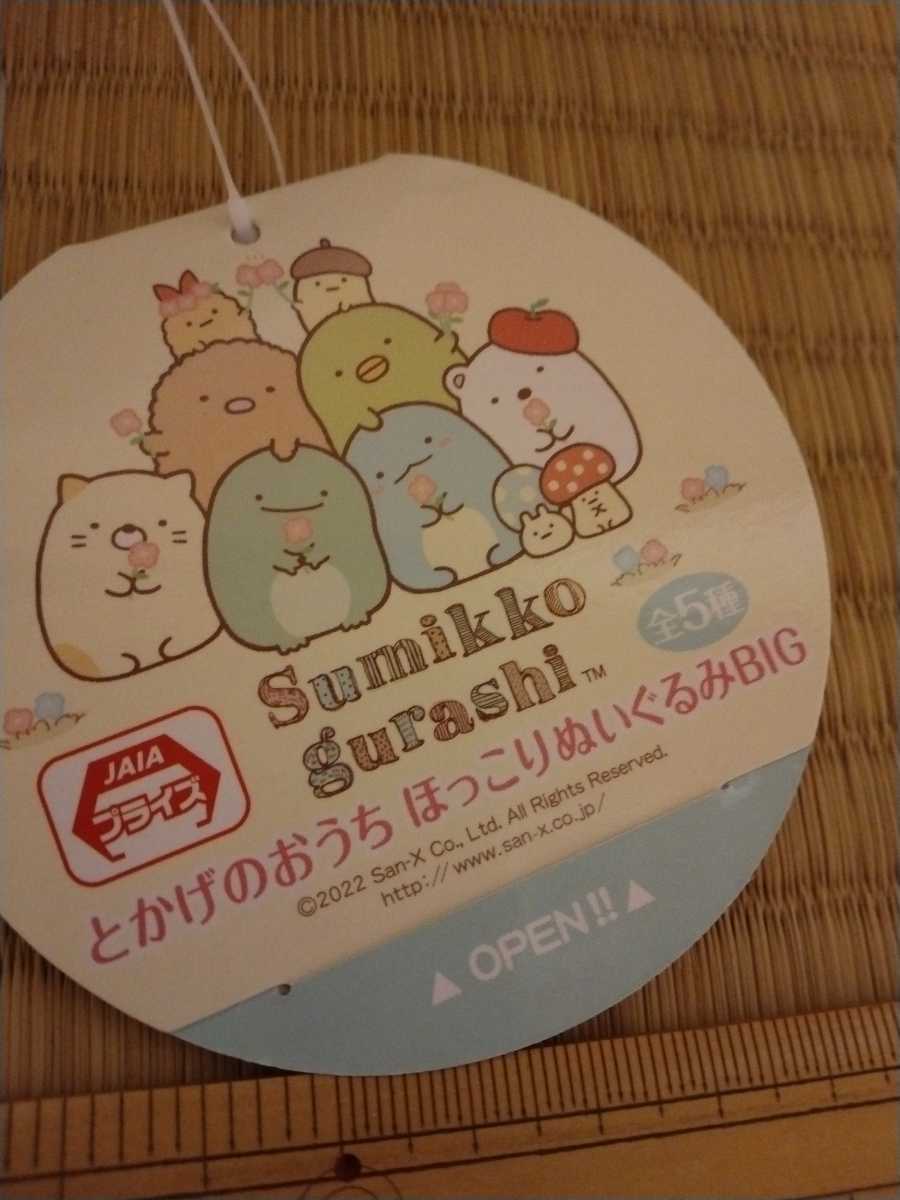 Sumikko
gurashi™
全5種
JAIA
プライズ
とかげのおうち ほっこりぬいぐるみBIG
©2022 San-X Co., Ltd. All Rights Reserved.
http://www.san-x.co.jp/
▲ OPEN!! ▲